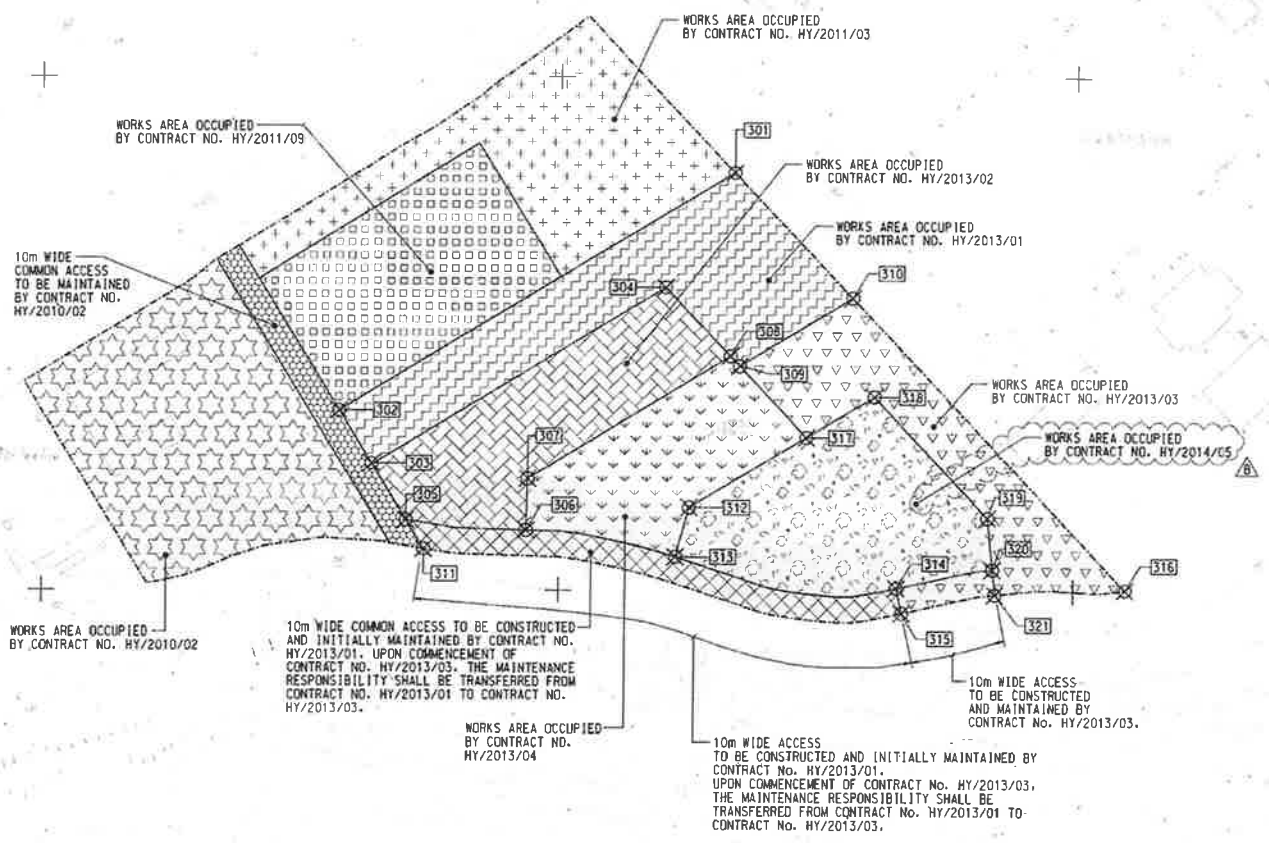 WORKS AREA OCCUPIED
BY CONTRACT NO. HY/2011/03
WORKS AREA OCCUPIED
BY CONTRACT NO. HY/2011/09
301
WORKS AREA OCCUPIED
BY CONTRACT NO. HY/2013/02
WORKS AREA OCCUPIED
BY CONTRACT NO. HY/2013/01
10m WIDE
COMMON ACCESS
TO BE MAINTAINED
BY CONTRACT NO.
HY/2010/02
304
310
308
309
WORKS AREA OCCUPIED
BY CONTRACT NO. HY/2013/03
318
302
317
WORKS AREA OCCUPIED
BY CONTRACT NO. HY/2014/05
307
303
305
306
312
319
311
313
314
320
316
315
321
WORKS AREA OCCUPIED
BY CONTRACT NO. HY/2010/02
10m WIDE COMMON ACCESS TO BE CONSTRUCTED
AND INITIALLY MAINTAINED BY CONTRACT NO.
HY/2013/01. UPON COMMENCEMENT OF
CONTRACT NO. HY/2013/03. THE MAINTENANCE
RESPONSIBILITY SHALL BE TRANSFERRED FROM
CONTRACT NO. HY/2013/01 TO CONTRACT NO.
HY/2013/03.
10m WIDE ACCESS
TO BE CONSTRUCTED
AND MAINTAINED BY
CONTRACT No. HY/2013/03.
WORKS AREA OCCUPIED
BY CONTRACT NO.
HY/2013/04
10m WIDE ACCESS
TO BE CONSTRUCTED AND INITIALLY MAINTAINED BY
CONTRACT No. HY/2013/01.
UPON COMMENCEMENT OF CONTRACT No. HY/2013/03,
THE MAINTENANCE RESPONSIBILITY SHALL BE
TRANSFERRED FROM CONTRACT No. HY/2013/01 TO
CONTRACT No. HY/2013/03.